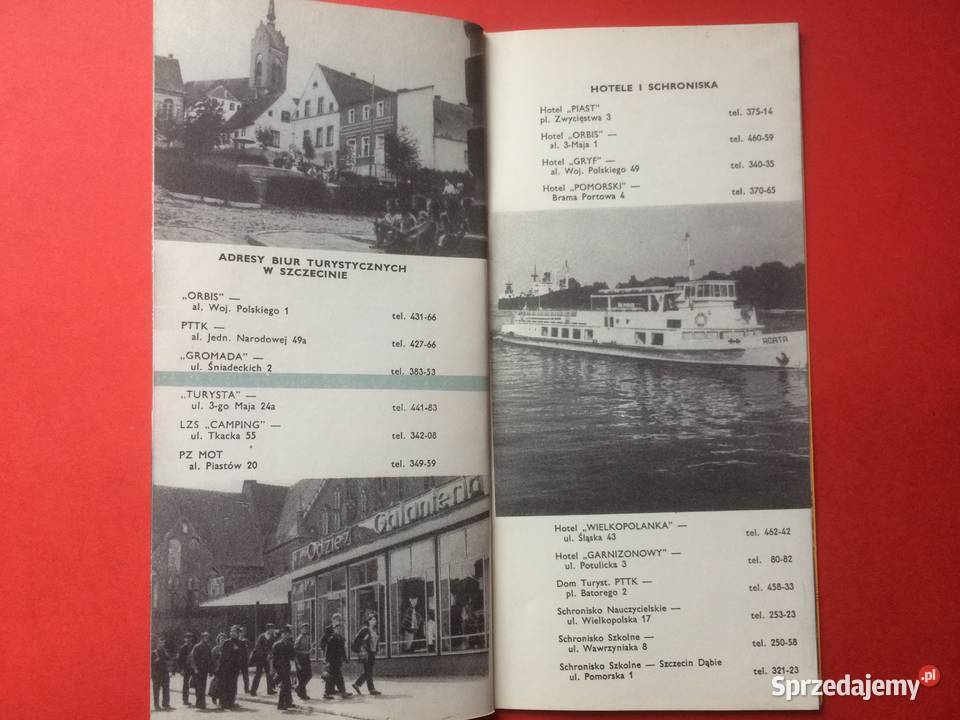 ADRESY BIUR TURYSTYCZNYCH
W SZCZECINIE
„ORBIS” —
al. Woj. Polskiego 1 tel. 431-66
PTTK —
al. Jedn. Narodowej 49a tel. 427-66
„GROMADA” —
ul. Śniadeckich 2 tel. 383-53
„TURYSTA” —
ul. 3-go Maja 24a tel. 441-83
LZS „CAMPING” —
ul. Tkacka 55 tel. 342-08
PZ MOT
al. Piastów 20 tel. 349-59
Odzież Galanteria
HOTELE I SCHRONISKA
Hotel „PIAST”
pl. Zwycięstwa 3 tel. 375-14
Hotel „ORBIS” —
al. 3-Maja 1 tel. 460-59
Hotel „GRYF” —
al. Woj. Polskiego 49 tel. 340-35
Hotel „POMORSKI” —
Brama Portowa 4 tel. 370-65
AGATA
Hotel „WIELKOPOLANKA” —
ul. Śląska 43 tel. 462-42
Hotel „GARNIZONOWY” —
ul. Potulicka 3 tel. 80-82
Dom Turyst. PTTK —
pl. Batorego 2 tel. 458-33
Schronisko Nauczycielskie —
ul. Wielkopolska 17 tel. 253-23
Schronisko Szkolne —
ul. Wawrzyniaka 8 tel. 250-58
Schronisko Szkolne — Szczecin Dąbie
ul. Pomorska 1 tel. 321-23
Sprzedajemy.pl